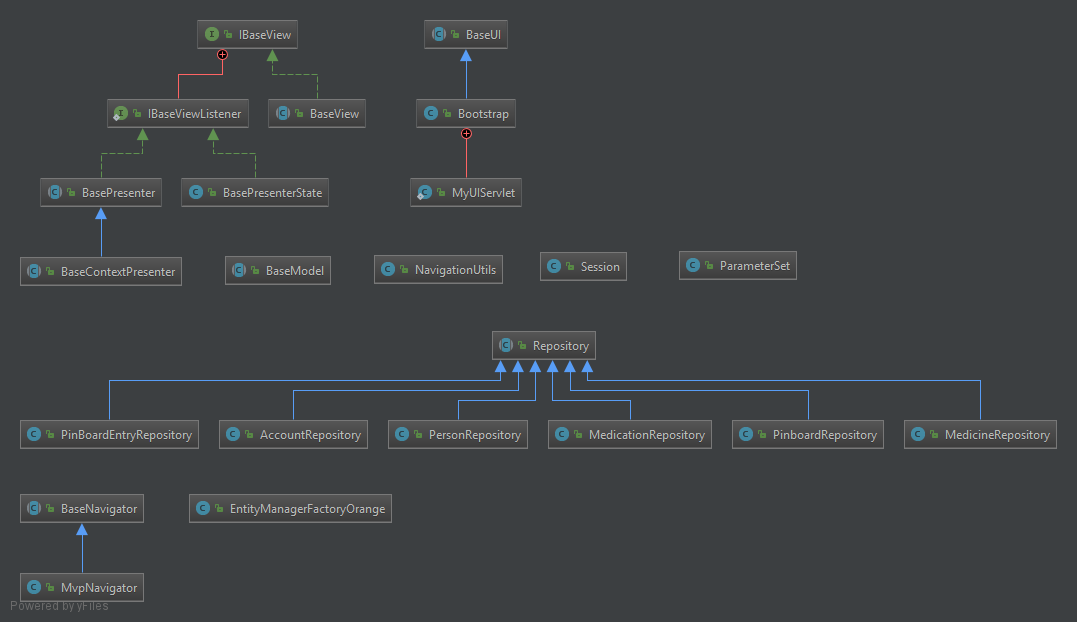 IBaseView
BaseUI
IBaseViewListener
BaseView
Bootstrap
BasePresenter
BasePresenterState
MyUIServlet
BaseContextPresenter
BaseModel
NavigationUtils
Session
ParameterSet
Repository
PinBoardEntryRepository
AccountRepository
PersonRepository
MedicationRepository
PinboardRepository
MedicineRepository
BaseNavigator
EntityManagerFactoryOrange
MvpNavigator
Powered by yFiles